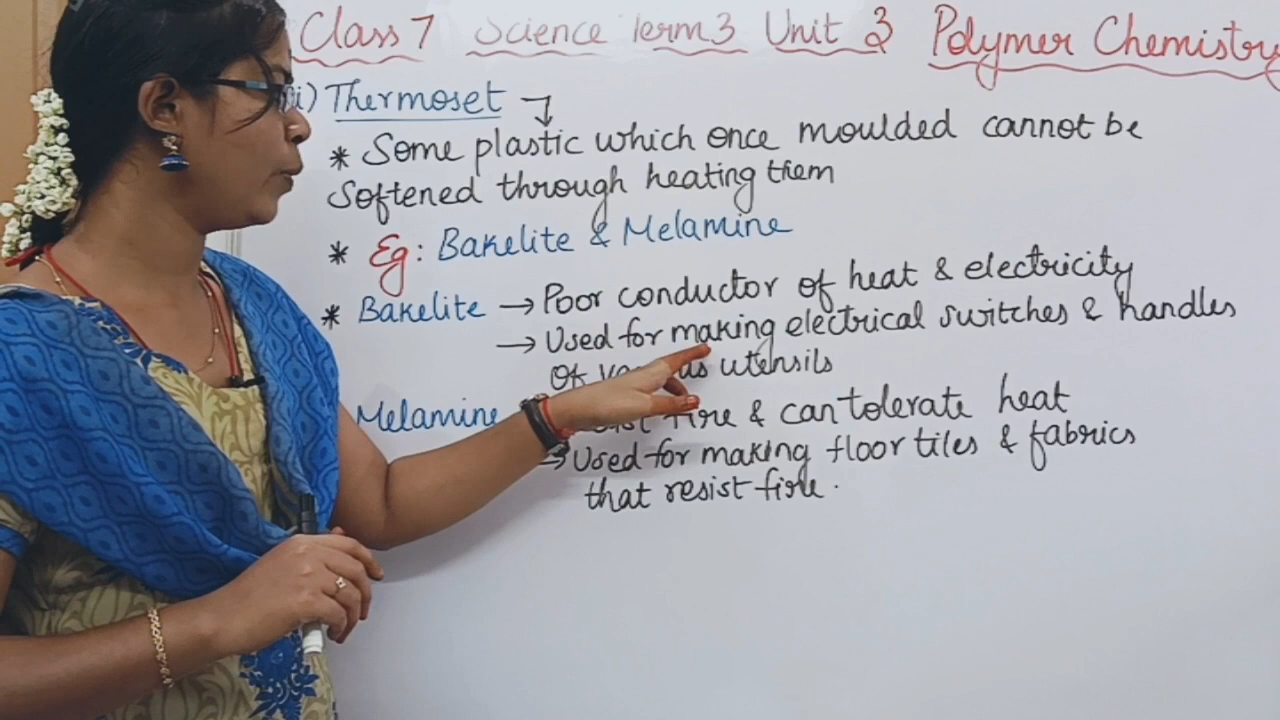 Class 7 Science Term 3 Unit 3 Polymer Chemistry
i) Thermoset
* Some plastic which once moulded cannot be
softened through heating them
* Eg: Bakelite & Melamine
* Bakelite → Poor conductor of heat & electricity
→ Used for making electrical switches & handles
Of utensils
Melamine fire & can tolerate heat
→ Used for making floor tiles & fabrics
that resist fire.